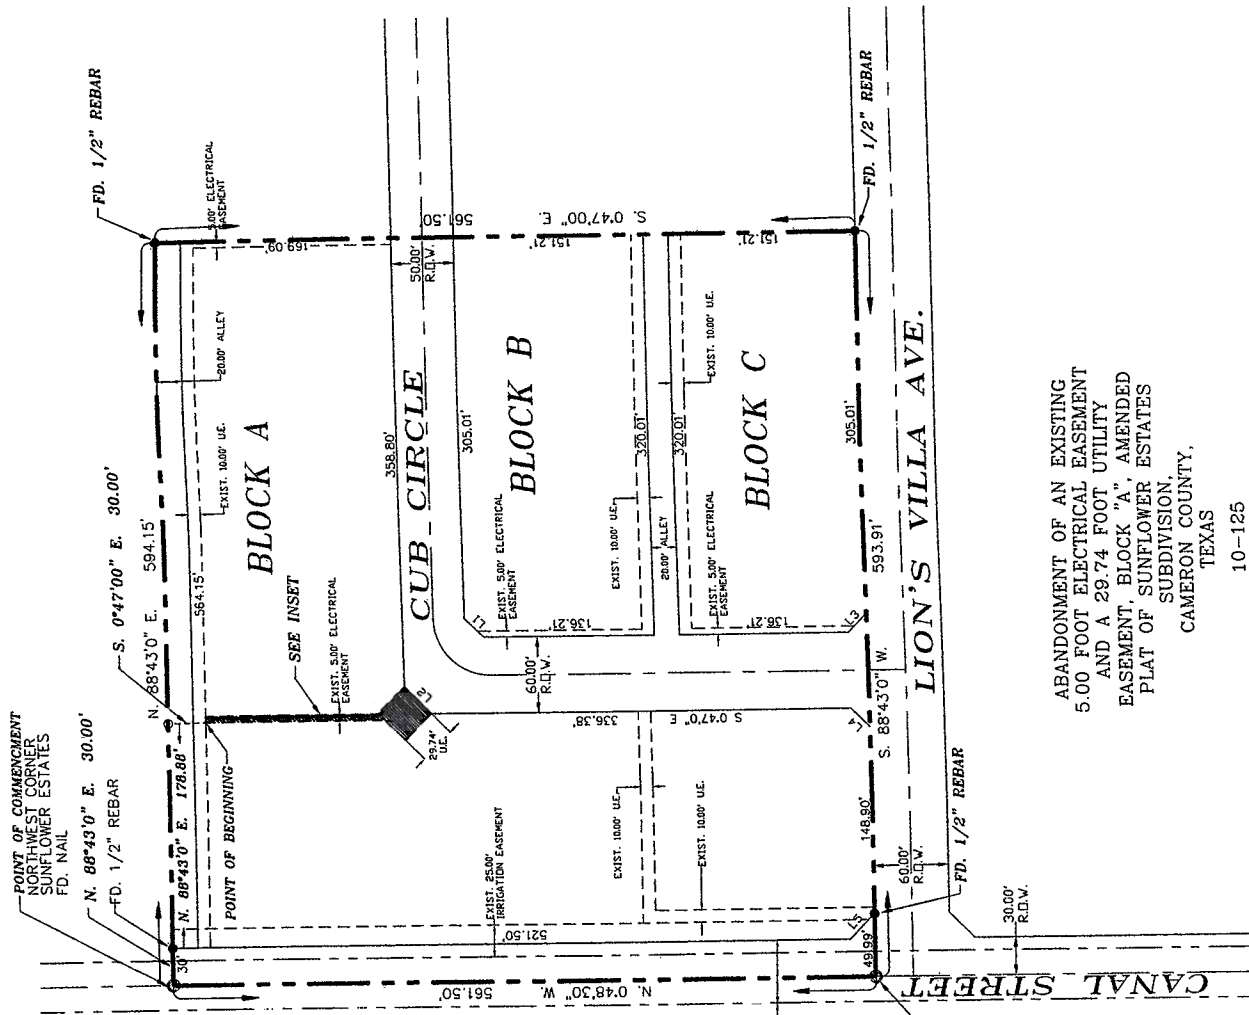 POINT OF COMMENCMENT
NORTHWEST CORNER
SUNFLOWER ESTATES
FD. NAIL
N. 88°43'0" E. 30.00'
FD. 1/2" REBAR
N. 88°43'0" E. 178.88'
30'
S. 0°47'00" E. 30.00'
N. 88°43'0" E. 594.15'
564.15'
POINT OF BEGINNING
FD. 1/2" REBAR
5.00' ELECTRICAL
EASEMENT
169.09'
20.00' ALLEY
EXIST. 10.00' U.E.
BLOCK A
SEE INSET
EXIST. 5.00' ELECTRICAL
EASEMENT
358.80'
CUB CIRCLE
50.00'
R.O.W.
561.50'
S. 0°47'00" E.
305.01'
BLOCK B
151.21'
EXIST. 5.00' ELECTRICAL
EASEMENT
L1
136.21'
60.00'
R.O.W.
L2
29.74'
U.E.
336.38'
S 0°47'0" E
EXIST. 10.00' U.E.
320.01'
20.00' ALLEY
320.01'
EXIST. 10.00' U.E.
EXIST. 5.00' ELECTRICAL
EASEMENT
136.21'
BLOCK C
151.21'
L3
L4
305.01'
593.91'
S. 88°43'0" W.
FD. 1/2" REBAR
LION'S VILLA AVE.
EXIST. 25.00'
IRRIGATION EASEMENT
521.50'
EXIST. 10.00' U.E.
EXIST. 10.00' U.E.
148.90'
60.00'
R.O.W.
FD. 1/2" REBAR
L5
49.99'
N. 0°48'30" W. 561.50'
30.00'
R.O.W.
CANAL STREET
ABANDONMENT OF AN EXISTING
5.00 FOOT ELECTRICAL EASEMENT
AND A 29.74 FOOT UTILITY
EASEMENT, BLOCK "A", AMENDED
PLAT OF SUNFLOWER ESTATES
SUBDIVISION,
CAMERON COUNTY,
TEXAS
10-125